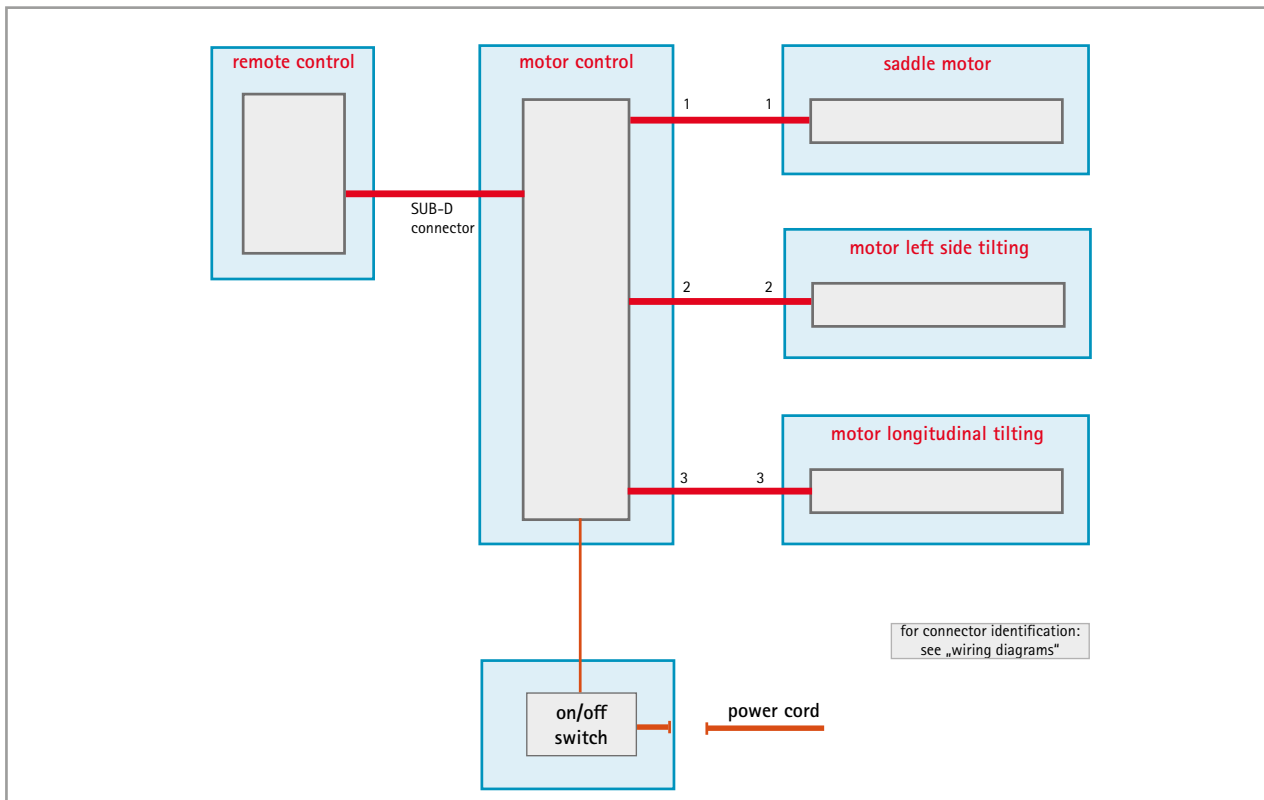 remote control
motor control
saddle motor
1 1
SUB-D
connector
motor left side tilting
2 2
motor longitudinal tilting
3 3
for connector identification:
see „wiring diagrams“
on/off
switch
power cord